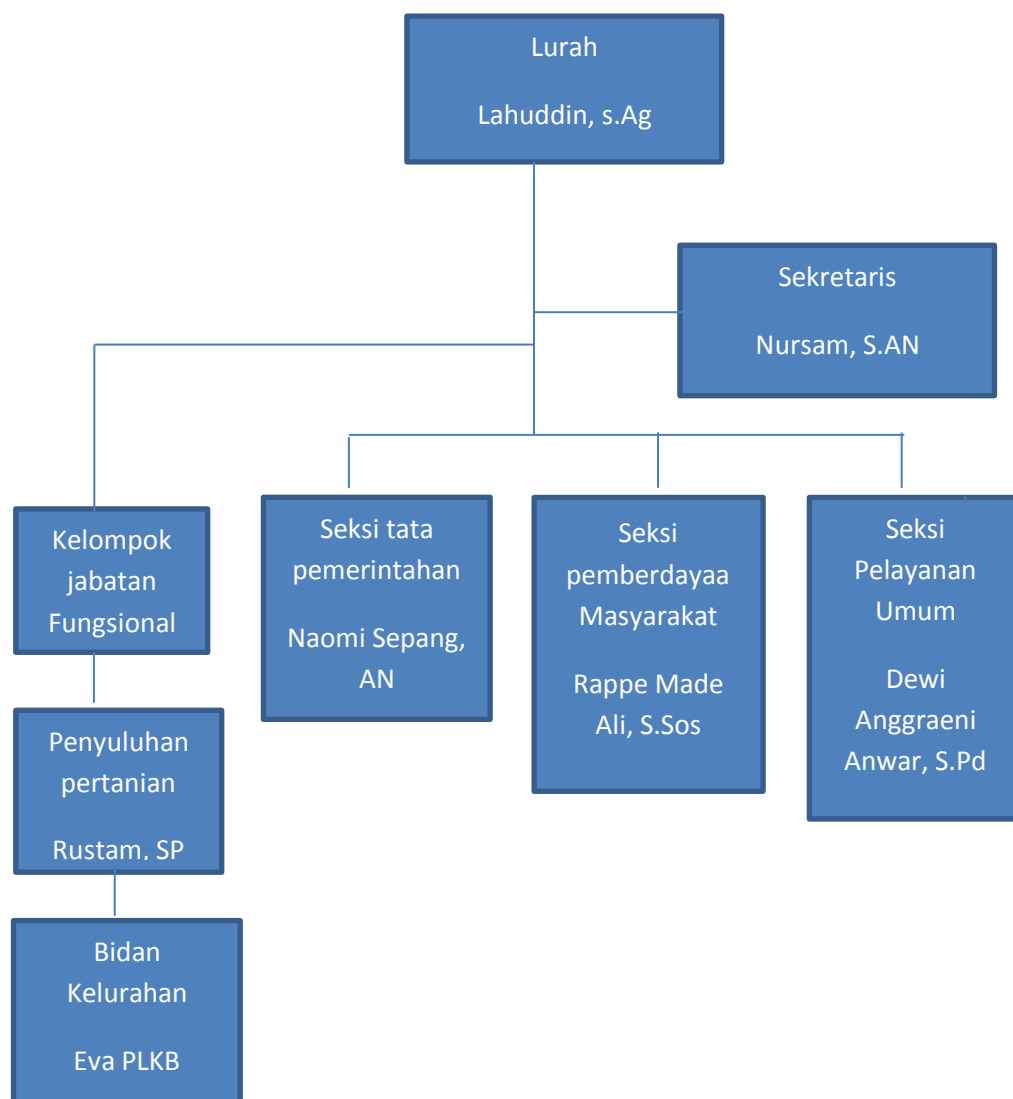 Lurah
Lahuddin, s.Ag
Sekretaris
Nursam, S.AN
Kelompok
jabatan
Fungsional
Seksi tata
pemerintahan
Naomi Sepang,
AN
Seksi
pemberdayaa
Masyarakat
Rappe Made
Ali, S.Sos
Seksi
Pelayanan
Umum
Dewi
Anggraeni
Anwar, S.Pd
Penyuluhan
pertanian
Rustam, SP
Bidan
Kelurahan
Eva PLKB